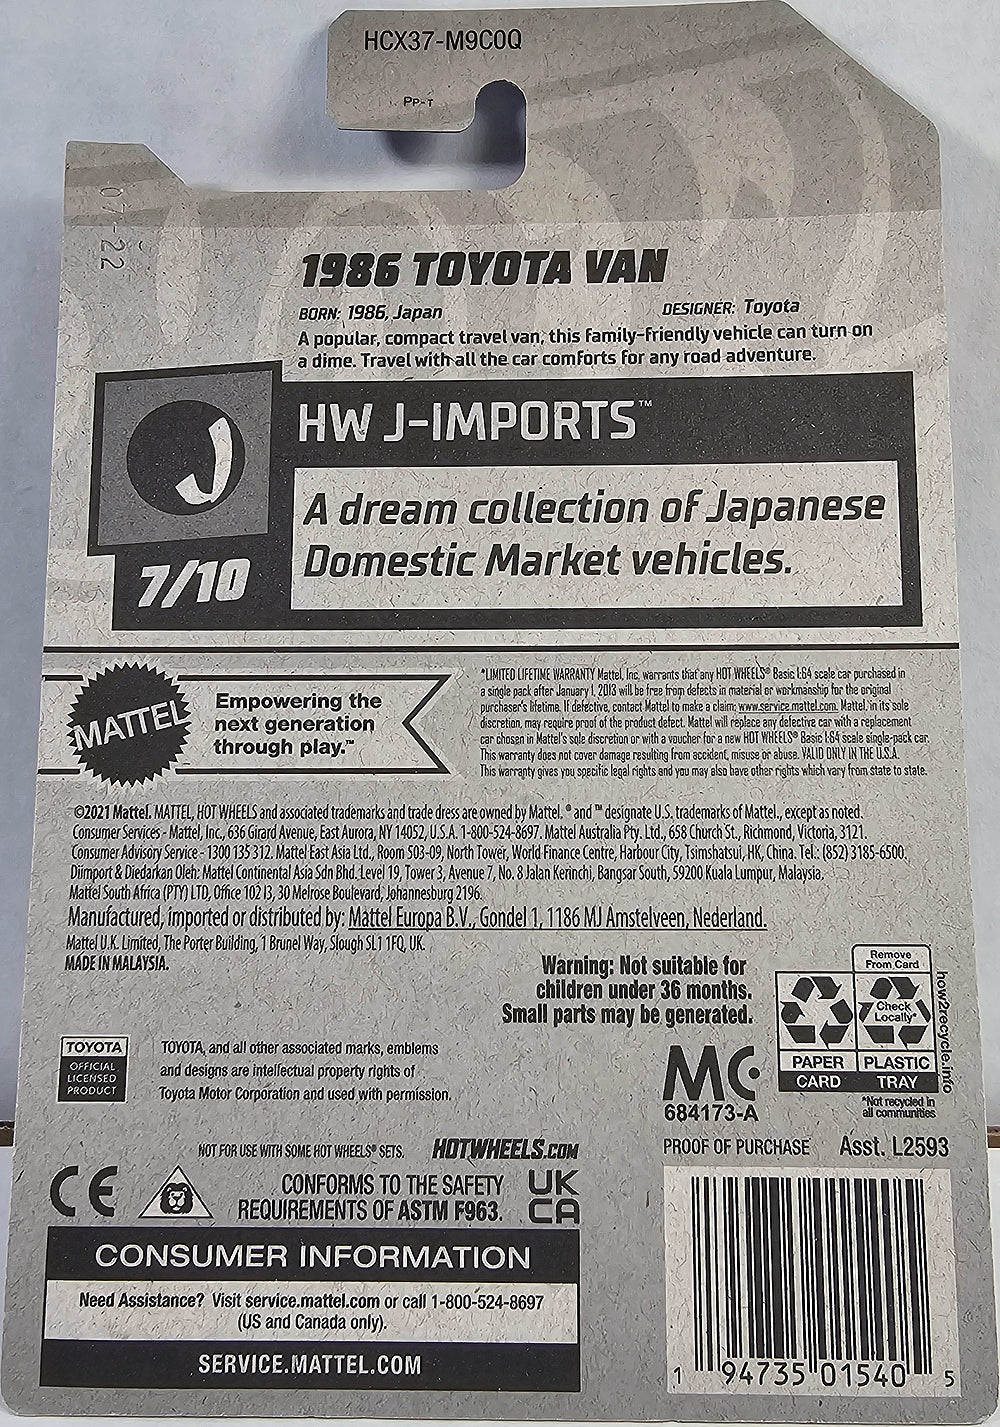 HCX37-M9C0Q
PP-T
07-22
1986 TOYOTA VAN
BORN: 1986, Japan DESIGNER: Toyota
A popular, compact travel van, this family-friendly vehicle can turn on
a dime. Travel with all the car comforts for any road adventure.
J
HW J-IMPORTS™
A dream collection of Japanese
Domestic Market vehicles.
7/10
MATTEL
Empowering the
next generation
through play.™
*LIMITED LIFETIME WARRANTY Mattel, Inc. warrants that any HOT WHEELS® Basic 1:64 scale car purchased in
a single pack after January 1, 2013 will be free from defects in material or workmanship for the original
purchaser's lifetime. If defective, contact Mattel to make a claim; www.service.mattel.com. Mattel, in its sole
discretion, may require proof of the product defect. Mattel will replace any defective car with a replacement
car chosen in Mattel's sole discretion or with a voucher for a new HOT WHEELS® Basic 1:64 scale single-pack car.
This warranty does not cover damage resulting from accident, misuse or abuse. VALID ONLY IN THE U.S.A.
This warranty gives you specific legal rights and you may also have other rights which vary from state to state.
©2021 Mattel. MATTEL, HOT WHEELS and associated trademarks and trade dress are owned by Mattel. ® and ™ designate U.S. trademarks of Mattel, except as noted.
Consumer Services - Mattel, Inc., 636 Girard Avenue, East Aurora, NY 14052, U.S.A. 1-800-524-8697. Mattel Australia Pty. Ltd., 658 Church St., Richmond, Victoria, 3121.
Consumer Advisory Service - 1300 135 312. Mattel East Asia Ltd., Room 503-09, North Tower, World Finance Centre, Harbour City, Tsimshatsui, HK, China. Tel.: (852) 3185-6500.
Diimport & Diedarkan Oleh: Mattel Continental Asia Sdn Bhd. Level 19, Tower 3, Avenue 7, No. 8 Jalan Kerinchi, Bangsar South, 59200 Kuala Lumpur, Malaysia.
Mattel South Africa (PTY) LTD, Office 102 I3, 30 Melrose Boulevard, Johannesburg 2196.
Manufactured, imported or distributed by: Mattel Europa B.V., Gondel 1, 1186 MJ Amstelveen, Nederland.
Mattel U.K. Limited, The Porter Building, 1 Brunel Way, Slough SL1 1FQ, UK.
MADE IN MALAYSIA.
Warning: Not suitable for
children under 36 months.
Small parts may be generated.
Remove
From Card
Check
Locally*
PAPER PLASTIC
CARD TRAY
how2recycle.info
*Not recycled in
all communities
TOYOTA
OFFICIAL
LICENSED
PRODUCT
TOYOTA, and all other associated marks, emblems
and designs are intellectual property rights of
Toyota Motor Corporation and used with permission.
MC
684173-A
PROOF OF PURCHASE Asst. L2593
NOT FOR USE WITH SOME HOT WHEELS® SETS. HOTWHEELS.COM
CE
CONFORMS TO THE SAFETY
REQUIREMENTS OF ASTM F963.
UK
CA
CONSUMER INFORMATION
Need Assistance? Visit service.mattel.com or call 1-800-524-8697
(US and Canada only).
SERVICE.MATTEL.COM
1 94735 01540 5